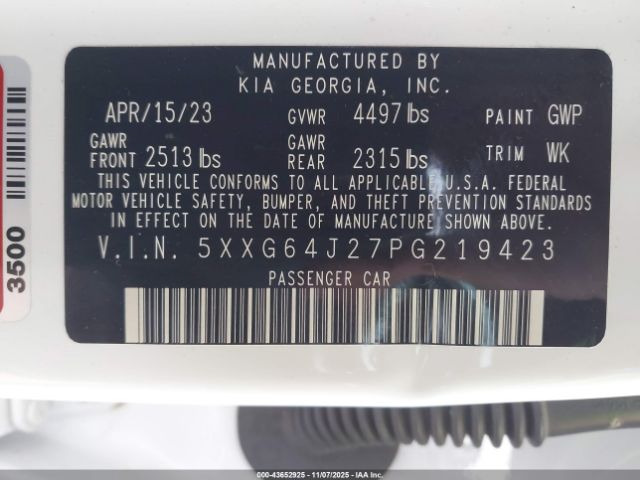 MANUFACTURED BY
KIA GEORGIA, INC.
APR/15/23 GVWR 4497 lbs PAINT GWP
GAWR FRONT 2513 lbs GAWR REAR 2315 lbs TRIM WK
THIS VEHICLE CONFORMS TO ALL APPLICABLE U.S.A. FEDERAL
MOTOR VEHICLE SAFETY, BUMPER, AND THEFT PREVENTION STANDARDS
IN EFFECT ON THE DATE OF MANUFACTURE SHOWN ABOVE.
V.I.N. 5XXG64J27PG219423
PASSENGER CAR
3500
00-43652925 - 11/07/2025 - IAA Inc.